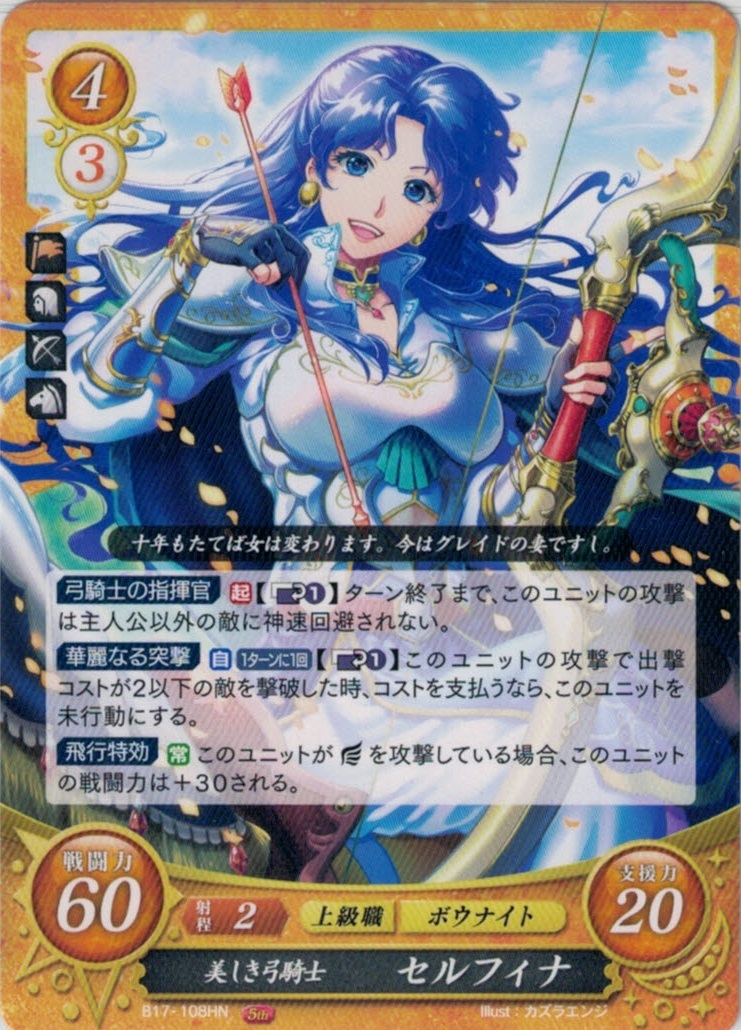 4
3
十年もたてば女は変わります。今はグレイドの妻ですし。
弓騎士の指揮官 起【1】ターン終了まで、このユニットの攻撃
は主人公以外の敵に神速回避されない。
華麗なる突撃 自 1ターンに1回【1】このユニットの攻撃で出撃
コストが2以下の敵を撃破した時、コストを支払うなら、このユニットを
未行動にする。
飛行特効 常 このユニットが を攻撃している場合、このユニット
の戦闘力は+30される。
戦闘力
60
射程 2 上級職 ボウナイト
支援力
20
美しき弓騎士 セルフィナ
B17-108HN 5th Illust:カズラエンジ